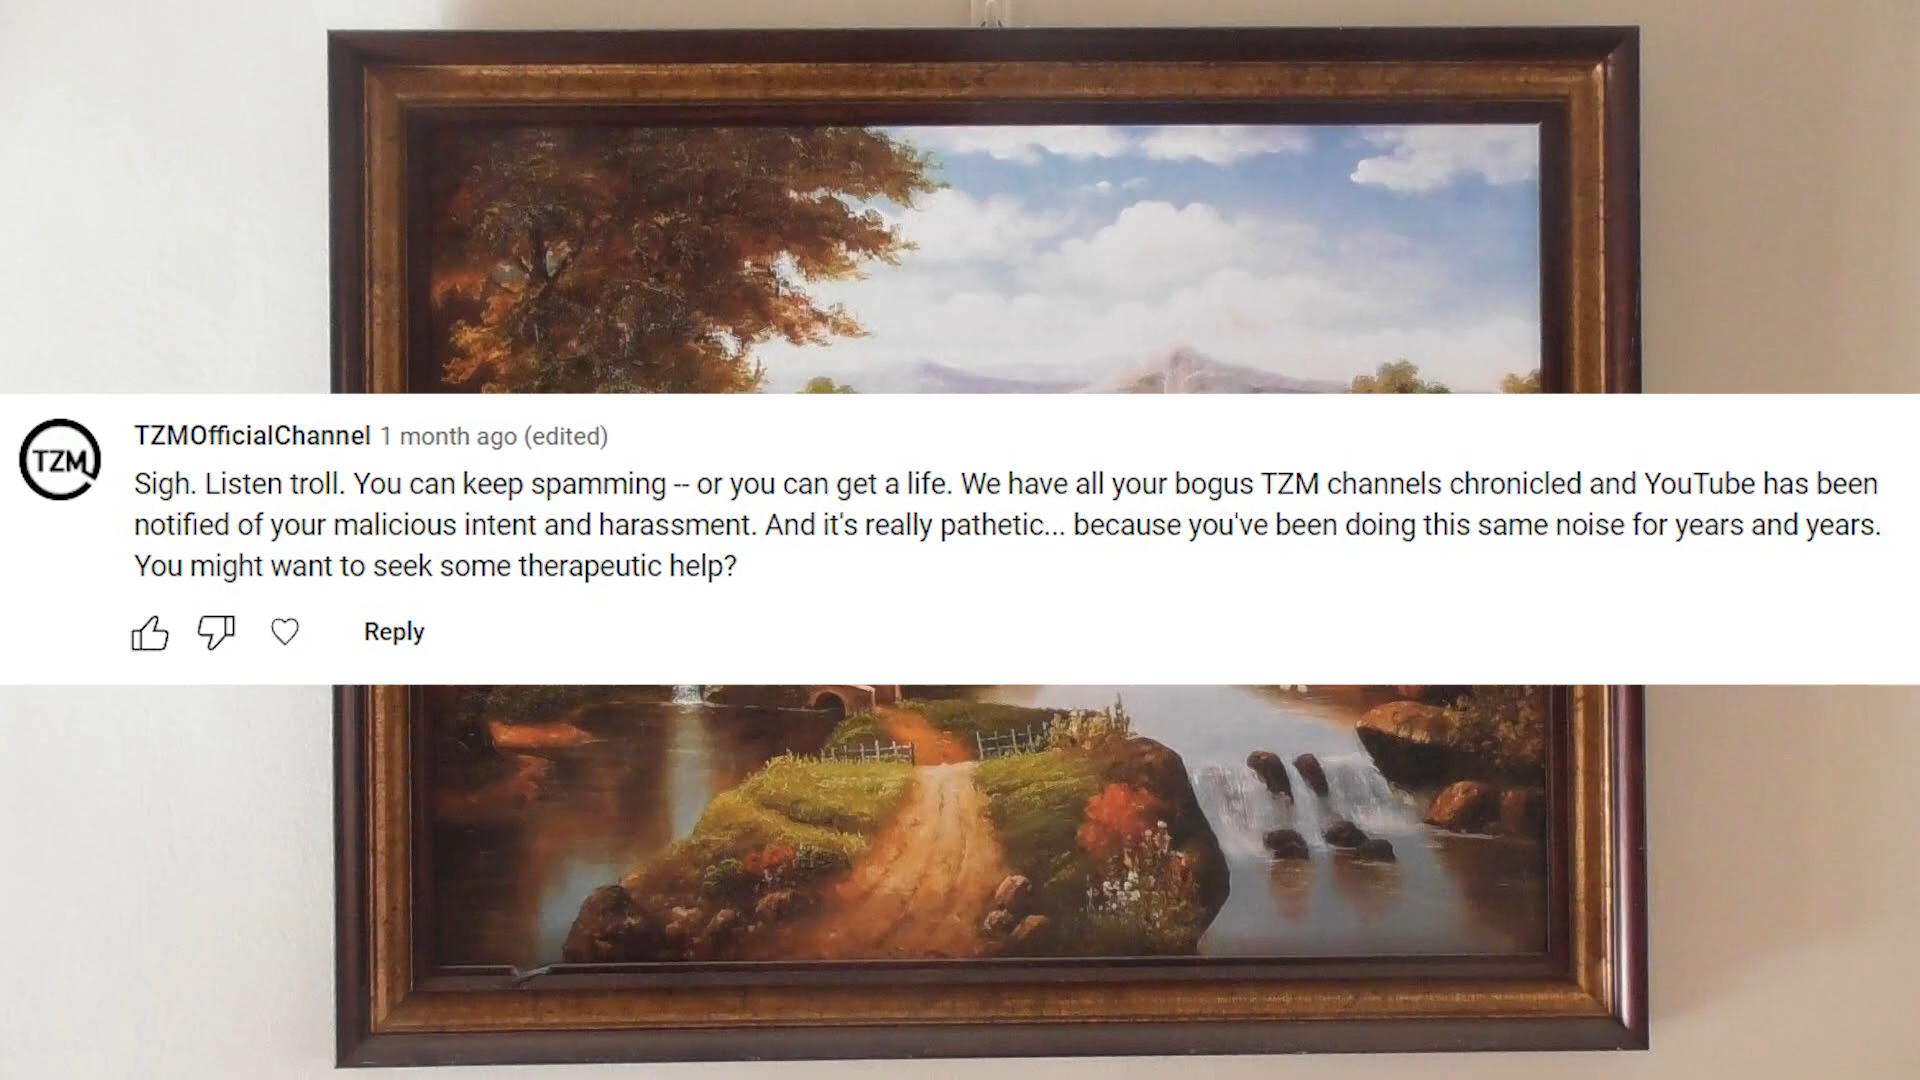 TZM
TZMOfficialChannel 1 month ago (edited)
Sigh. Listen troll. You can keep spamming -- or you can get a life. We have all your bogus TZM channels chronicled and YouTube has been
notified of your malicious intent and harassment. And it's really pathetic... because you've been doing this same noise for years and years.
You might want to seek some therapeutic help?
Reply